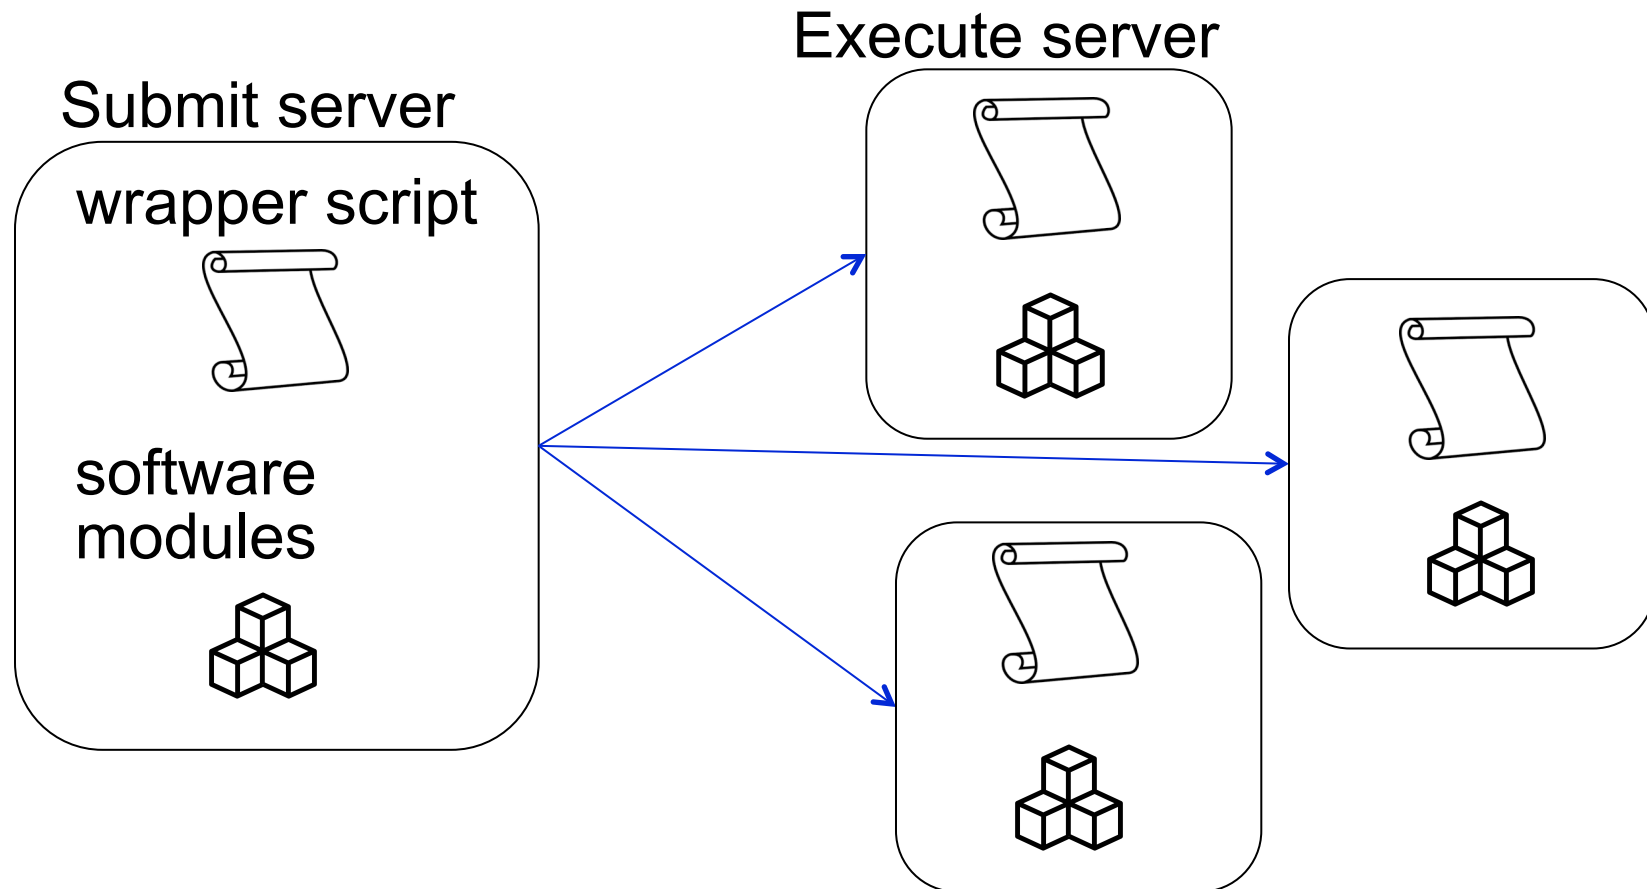 Execute server
Submit server
wrapper script
software
modules